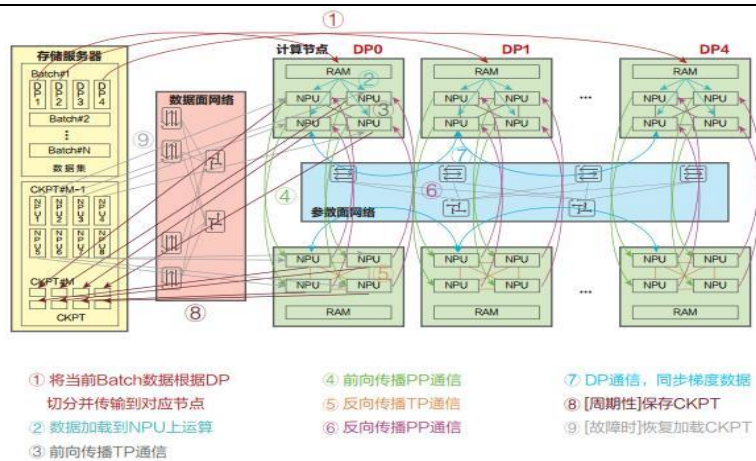 ①
存储服务器
计算节点
DP0
DP1
DP4
Batch#1
DP1
DP2
DP3
DP4
Batch#2
Batch#N
数据集
CKPT#M-1
NPU1
NPU2
NPU3
NPU4
NPU5
NPU6
NPU7
NPU8
CKPT#M
CKPT
数据面网络
⑨
⑧
RAM
RAM
RAM
②
NPU
NPU
NPU
NPU
...
NPU
NPU
③
NPU
NPU
NPU
NPU
NPU
NPU
⑦
④
⑥
参数面网络
NPU
NPU
NPU
NPU
NPU
NPU
⑤
NPU
NPU
NPU
NPU
...
NPU
NPU
RAM
RAM
RAM
① 将当前Batch数据根据DP
切分并传输到对应节点
② 数据加载到NPU上运算
③ 前向传播TP通信
④ 前向传播PP通信
⑤ 反向传播TP通信
⑥ 反向传播PP通信
⑦ DP通信，同步梯度数据
⑧ [周期性]保存CKPT
⑨ [故障时]恢复加载CKPT